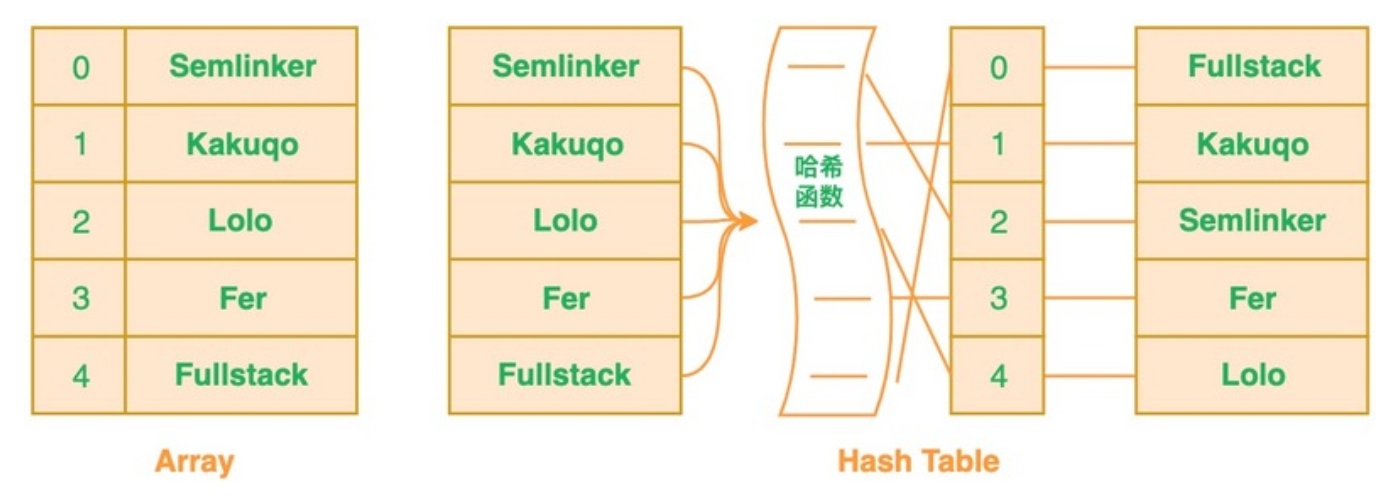 0 Semlinker
1 Kakuqo
2 Lolo
3 Fer
4 Fullstack
Array
Semlinker
Kakuqo
Lolo
Fer
Fullstack
哈希
函数
0 Fullstack
1 Kakuqo
2 Semlinker
3 Fer
4 Lolo
Hash Table